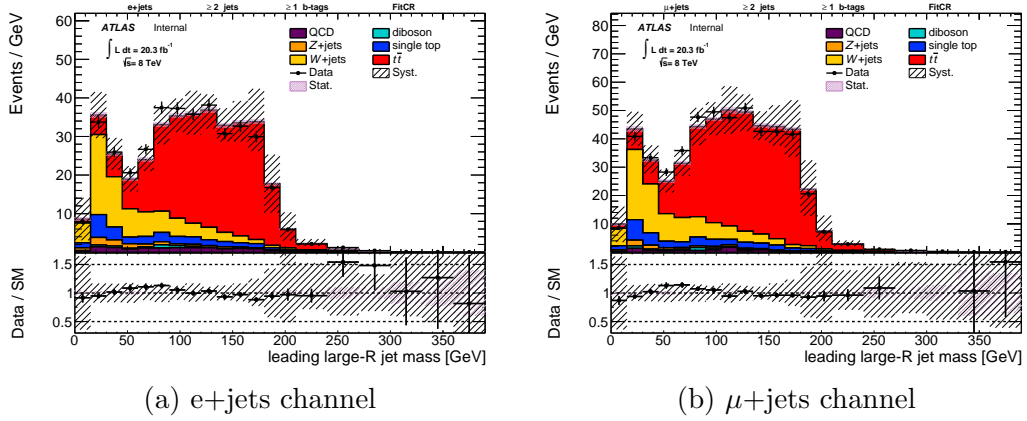 e+jets ≥ 2 jets ≥ 1 b-tags FitCR
ATLAS Internal
∫ L dt = 20.3 fb⁻¹
√s= 8 TeV
QCD
Z+jets
W+jets
Data
Stat.
diboson
single top
tt̄
Syst.
Events / GeV
60
50
40
30
20
10
Data / SM
1.5
1
0.5
0 50 100 150 200 250 300 350
leading large-R jet mass [GeV]
(a) e+jets channel
μ+jets ≥ 2 jets ≥ 1 b-tags FitCR
ATLAS Internal
∫ L dt = 20.3 fb⁻¹
√s= 8 TeV
QCD
Z+jets
W+jets
Data
Stat.
diboson
single top
tt̄
Syst.
Events / GeV
80
70
60
50
40
30
20
10
Data / SM
1.5
1
0.5
0 50 100 150 200 250 300 350
leading large-R jet mass [GeV]
(b) μ+jets channel